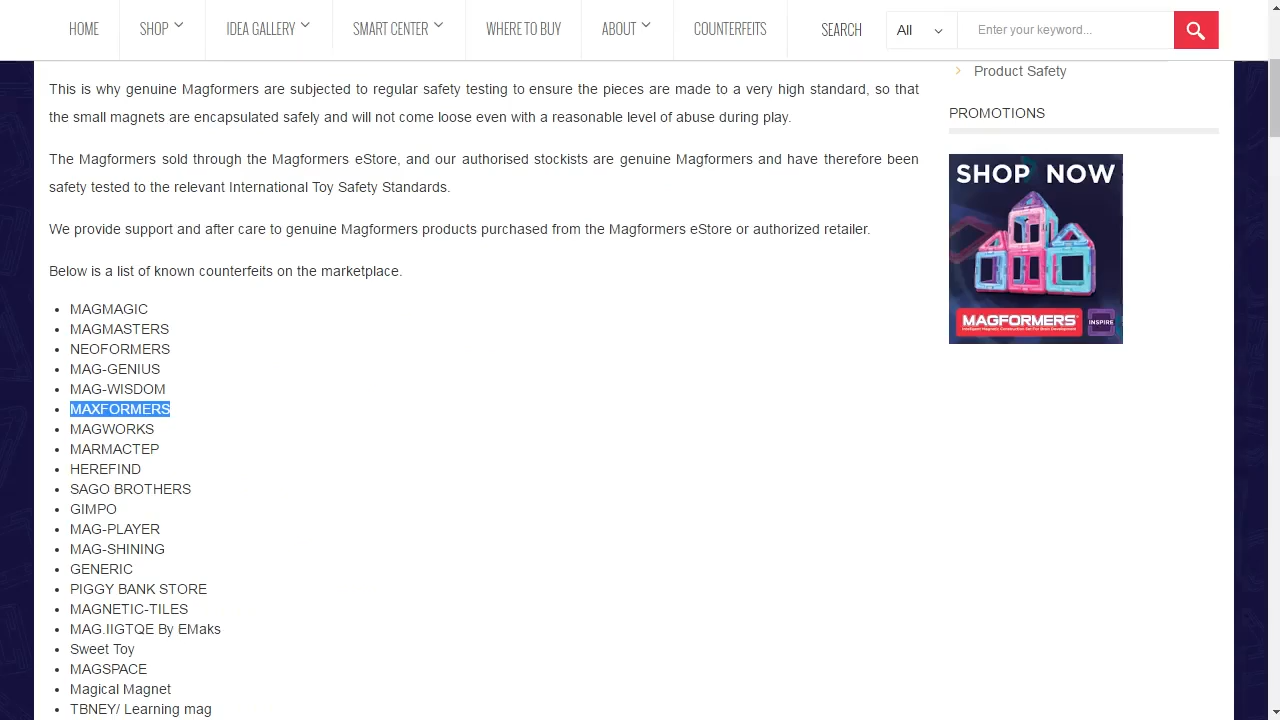 HOME SHOP IDEA GALLERY SMART CENTER WHERE TO BUY ABOUT COUNTERFEITS SEARCH All Enter your keyword...
This is why genuine Magformers are subjected to regular safety testing to ensure the pieces are made to a very high standard, so that
the small magnets are encapsulated safely and will not come loose even with a reasonable level of abuse during play.
The Magformers sold through the Magformers eStore, and our authorised stockists are genuine Magformers and have therefore been
safety tested to the relevant International Toy Safety Standards.
We provide support and after care to genuine Magformers products purchased from the Magformers eStore or authorized retailer.
Below is a list of known counterfeits on the marketplace.
MAGMAGIC
MAGMASTERS
NEOFORMERS
MAG-GENIUS
MAG-WISDOM
MAXFORMERS
MAGWORKS
MARMACTEP
HEREFIND
SAGO BROTHERS
GIMPO
MAG-PLAYER
MAG-SHINING
GENERIC
PIGGY BANK STORE
MAGNETIC-TILES
MAG.IIGTQE By EMaks
Sweet Toy
MAGSPACE
Magical Magnet
TBNEY/ Learning mag
Product Safety
PROMOTIONS
SHOP NOW
MAGFORMERS
Intelligent Magnetic Construction Set For Brain Development
INSPIRE